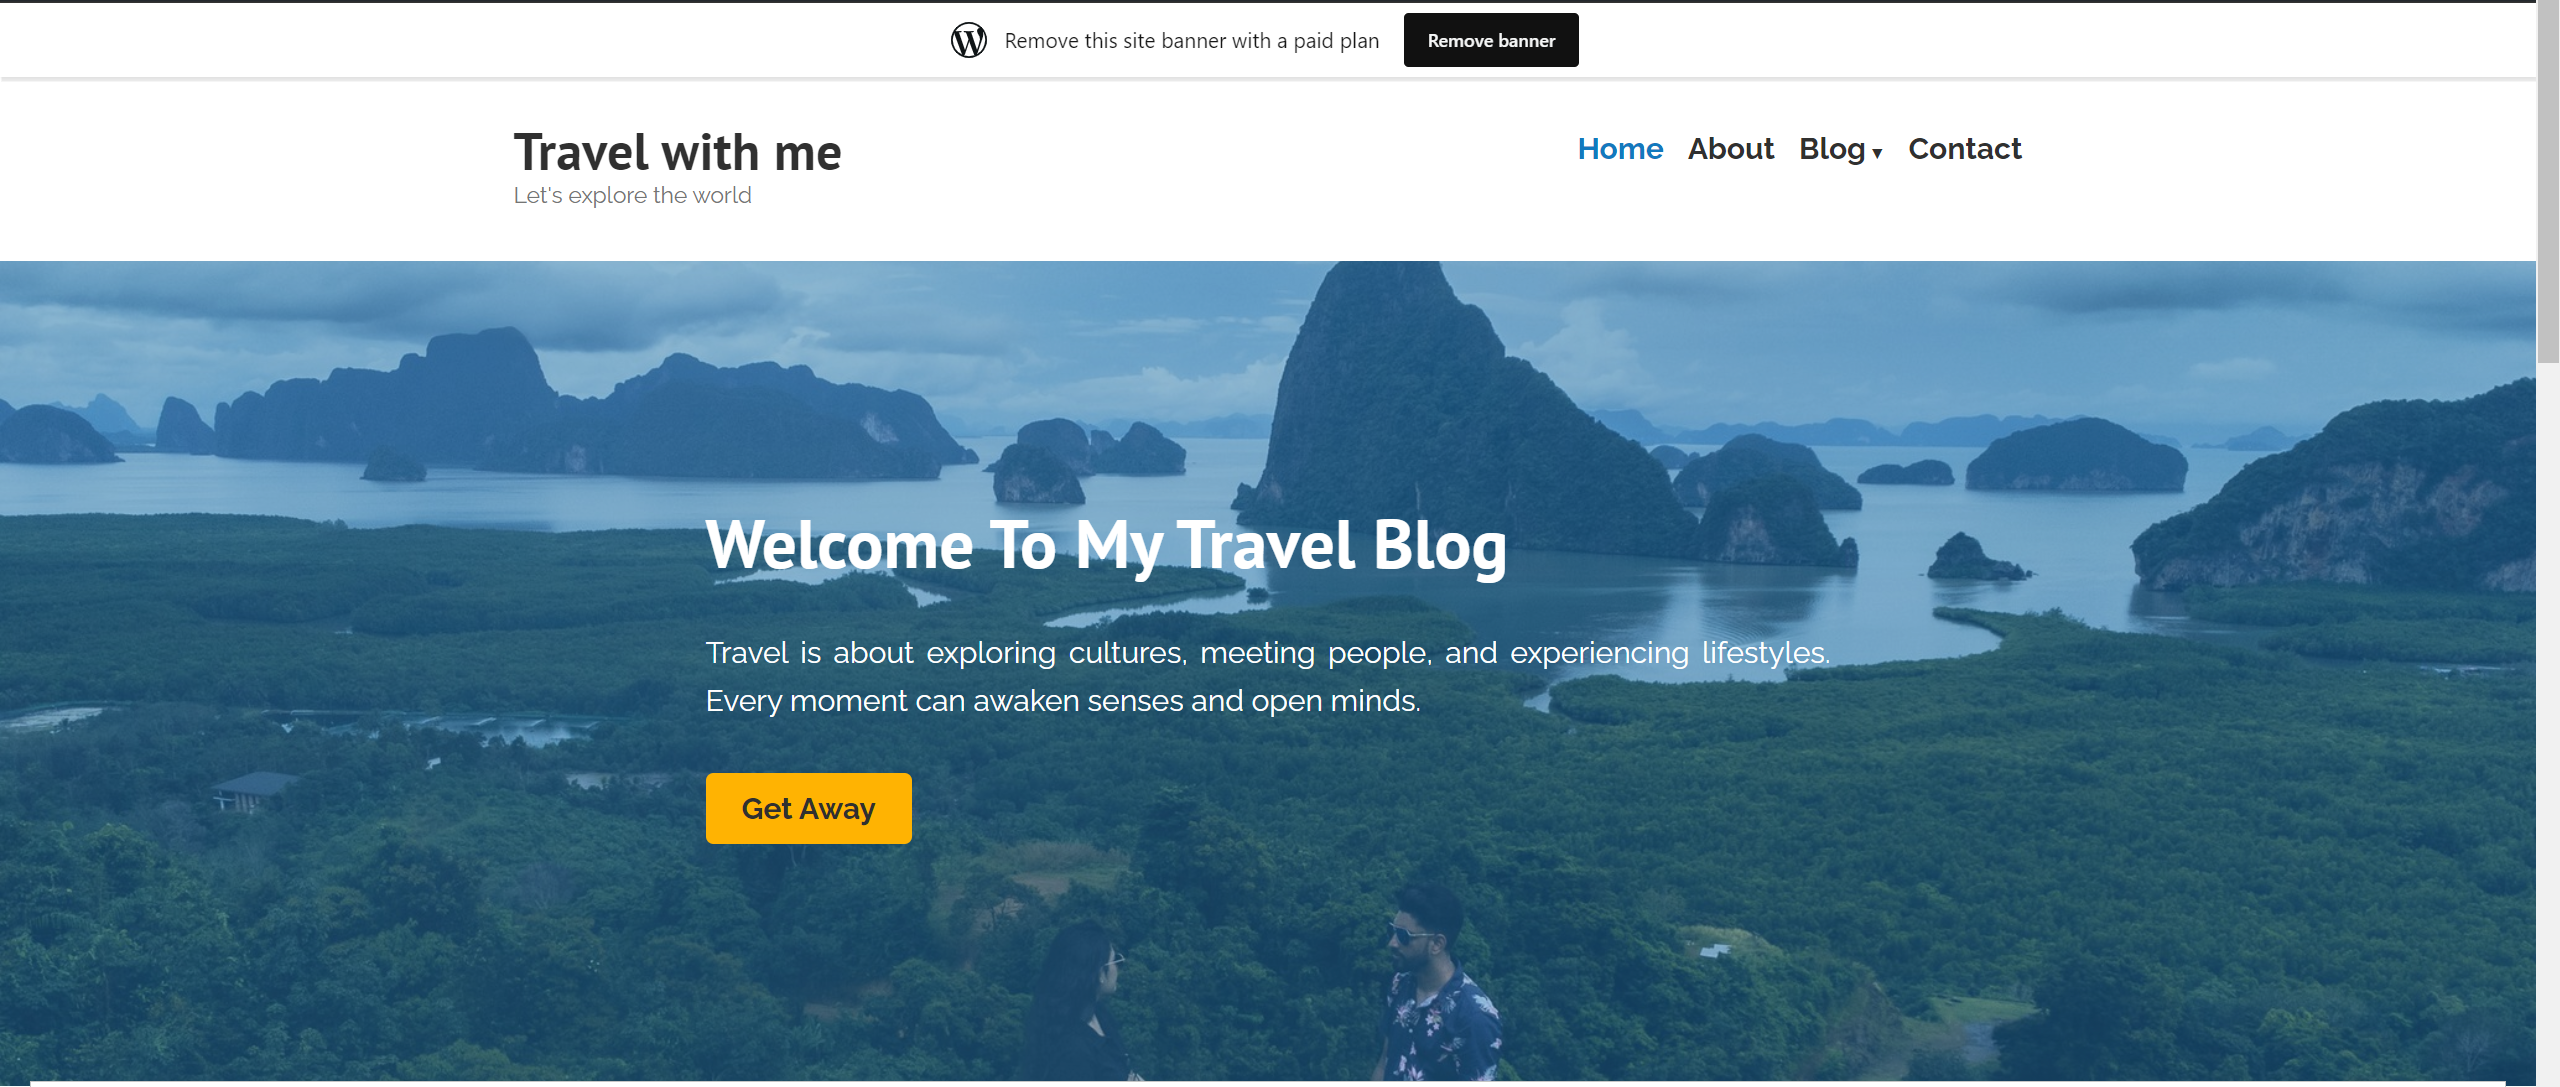 Remove this site banner with a paid plan
Remove banner
Travel with me
Let's explore the world
Home
About
Blog ▾
Contact
Welcome To My Travel Blog
Travel is about exploring cultures, meeting people, and experiencing lifestyles.
Every moment can awaken senses and open minds.
Get Away